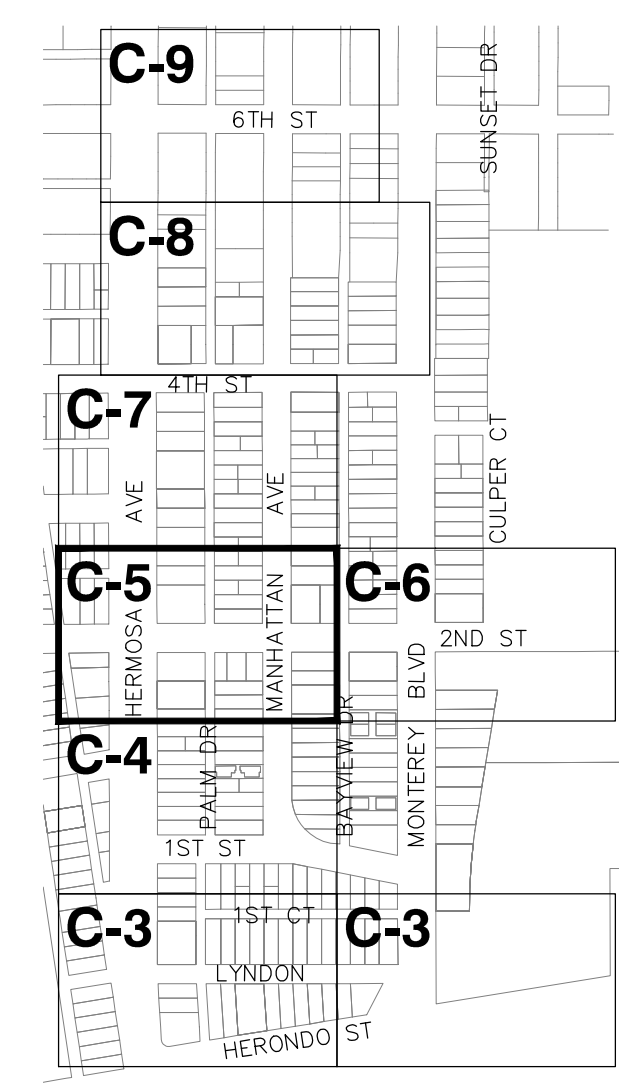 C-9
SUNSET DR
6TH ST
C-8
4TH ST
C-7
AVE
AVE
CULPER CT
C-5
C-6
HERMOSA
MANHATTAN
2ND ST
BLVD
MONTEREY
BAYVIEW DR
C-4
PALM DR
1ST ST
C-3
1ST CT
C-3
LYNDON
HERONDO ST